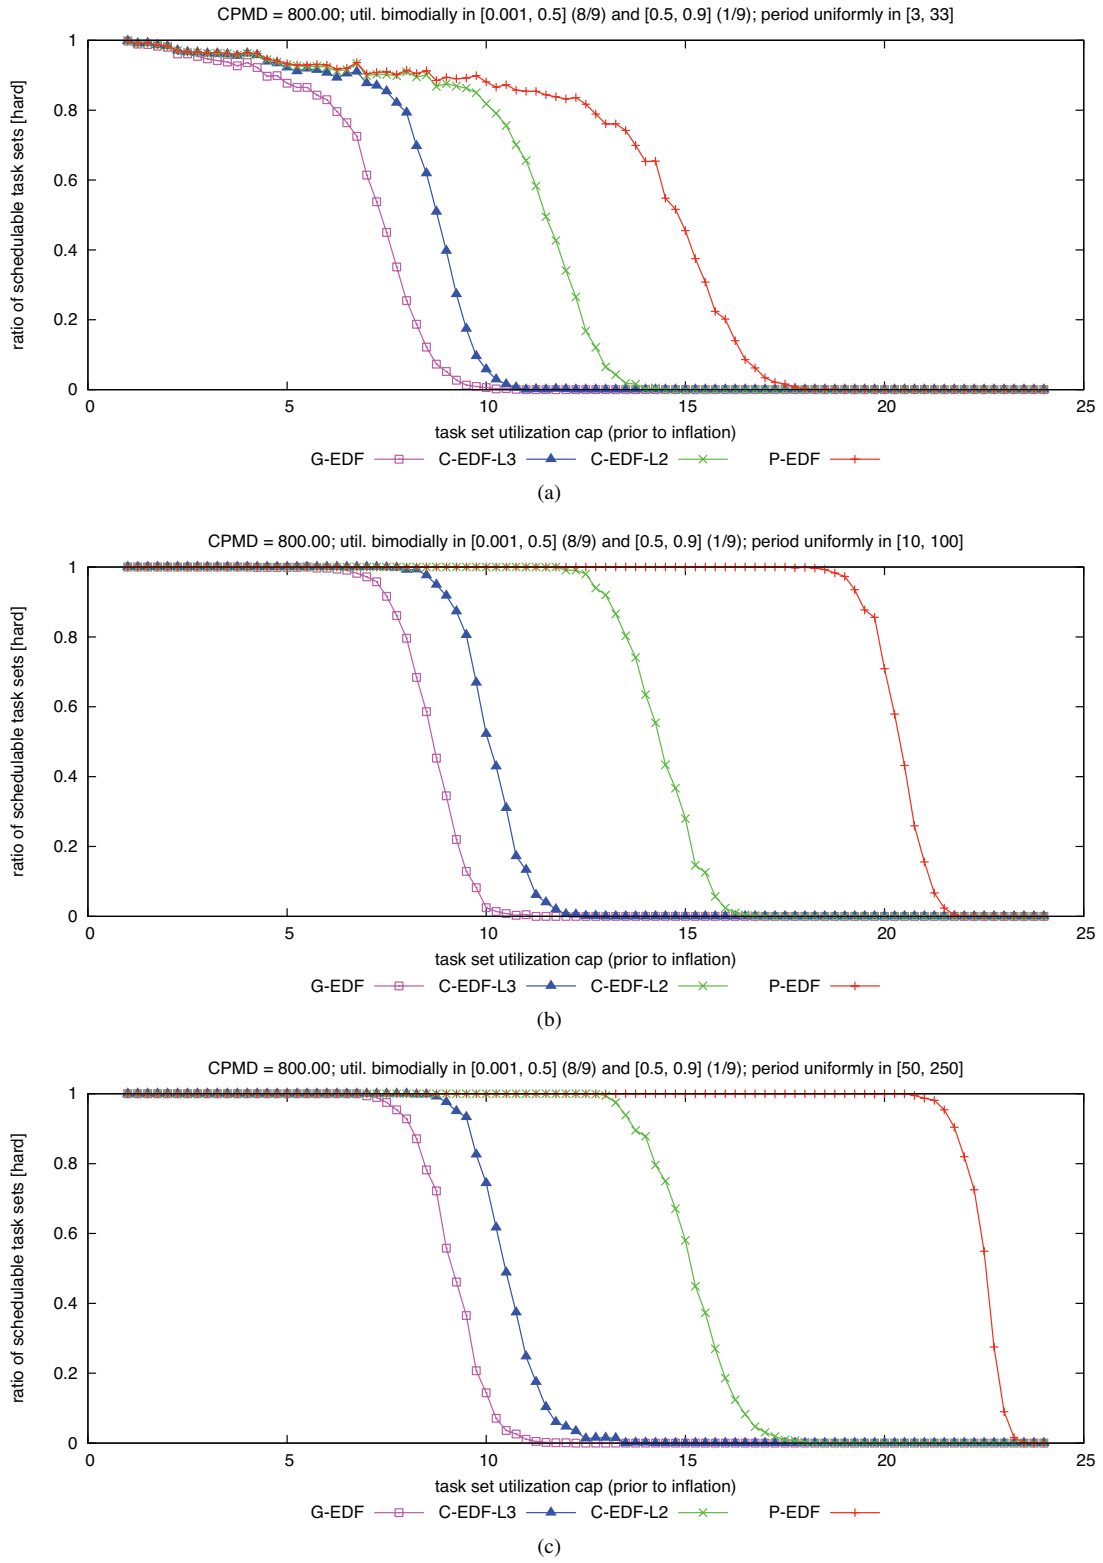 CPMD = 800.00; util. bimodially in [0.001, 0.5] (8/9) and [0.5, 0.9] (1/9); period uniformly in [3, 33]
ratio of schedulable task sets [hard]
1
0.8
0.6
0.4
0.2
0
0 5 10 15 20 25
task set utilization cap (prior to inflation)
G-EDF C-EDF-L3 C-EDF-L2 P-EDF
(a)
CPMD = 800.00; util. bimodially in [0.001, 0.5] (8/9) and [0.5, 0.9] (1/9); period uniformly in [10, 100]
ratio of schedulable task sets [hard]
1
0.8
0.6
0.4
0.2
0
0 5 10 15 20 25
task set utilization cap (prior to inflation)
G-EDF C-EDF-L3 C-EDF-L2 P-EDF
(b)
CPMD = 800.00; util. bimodially in [0.001, 0.5] (8/9) and [0.5, 0.9] (1/9); period uniformly in [50, 250]
ratio of schedulable task sets [hard]
1
0.8
0.6
0.4
0.2
0
0 5 10 15 20 25
task set utilization cap (prior to inflation)
G-EDF C-EDF-L3 C-EDF-L2 P-EDF
(c)